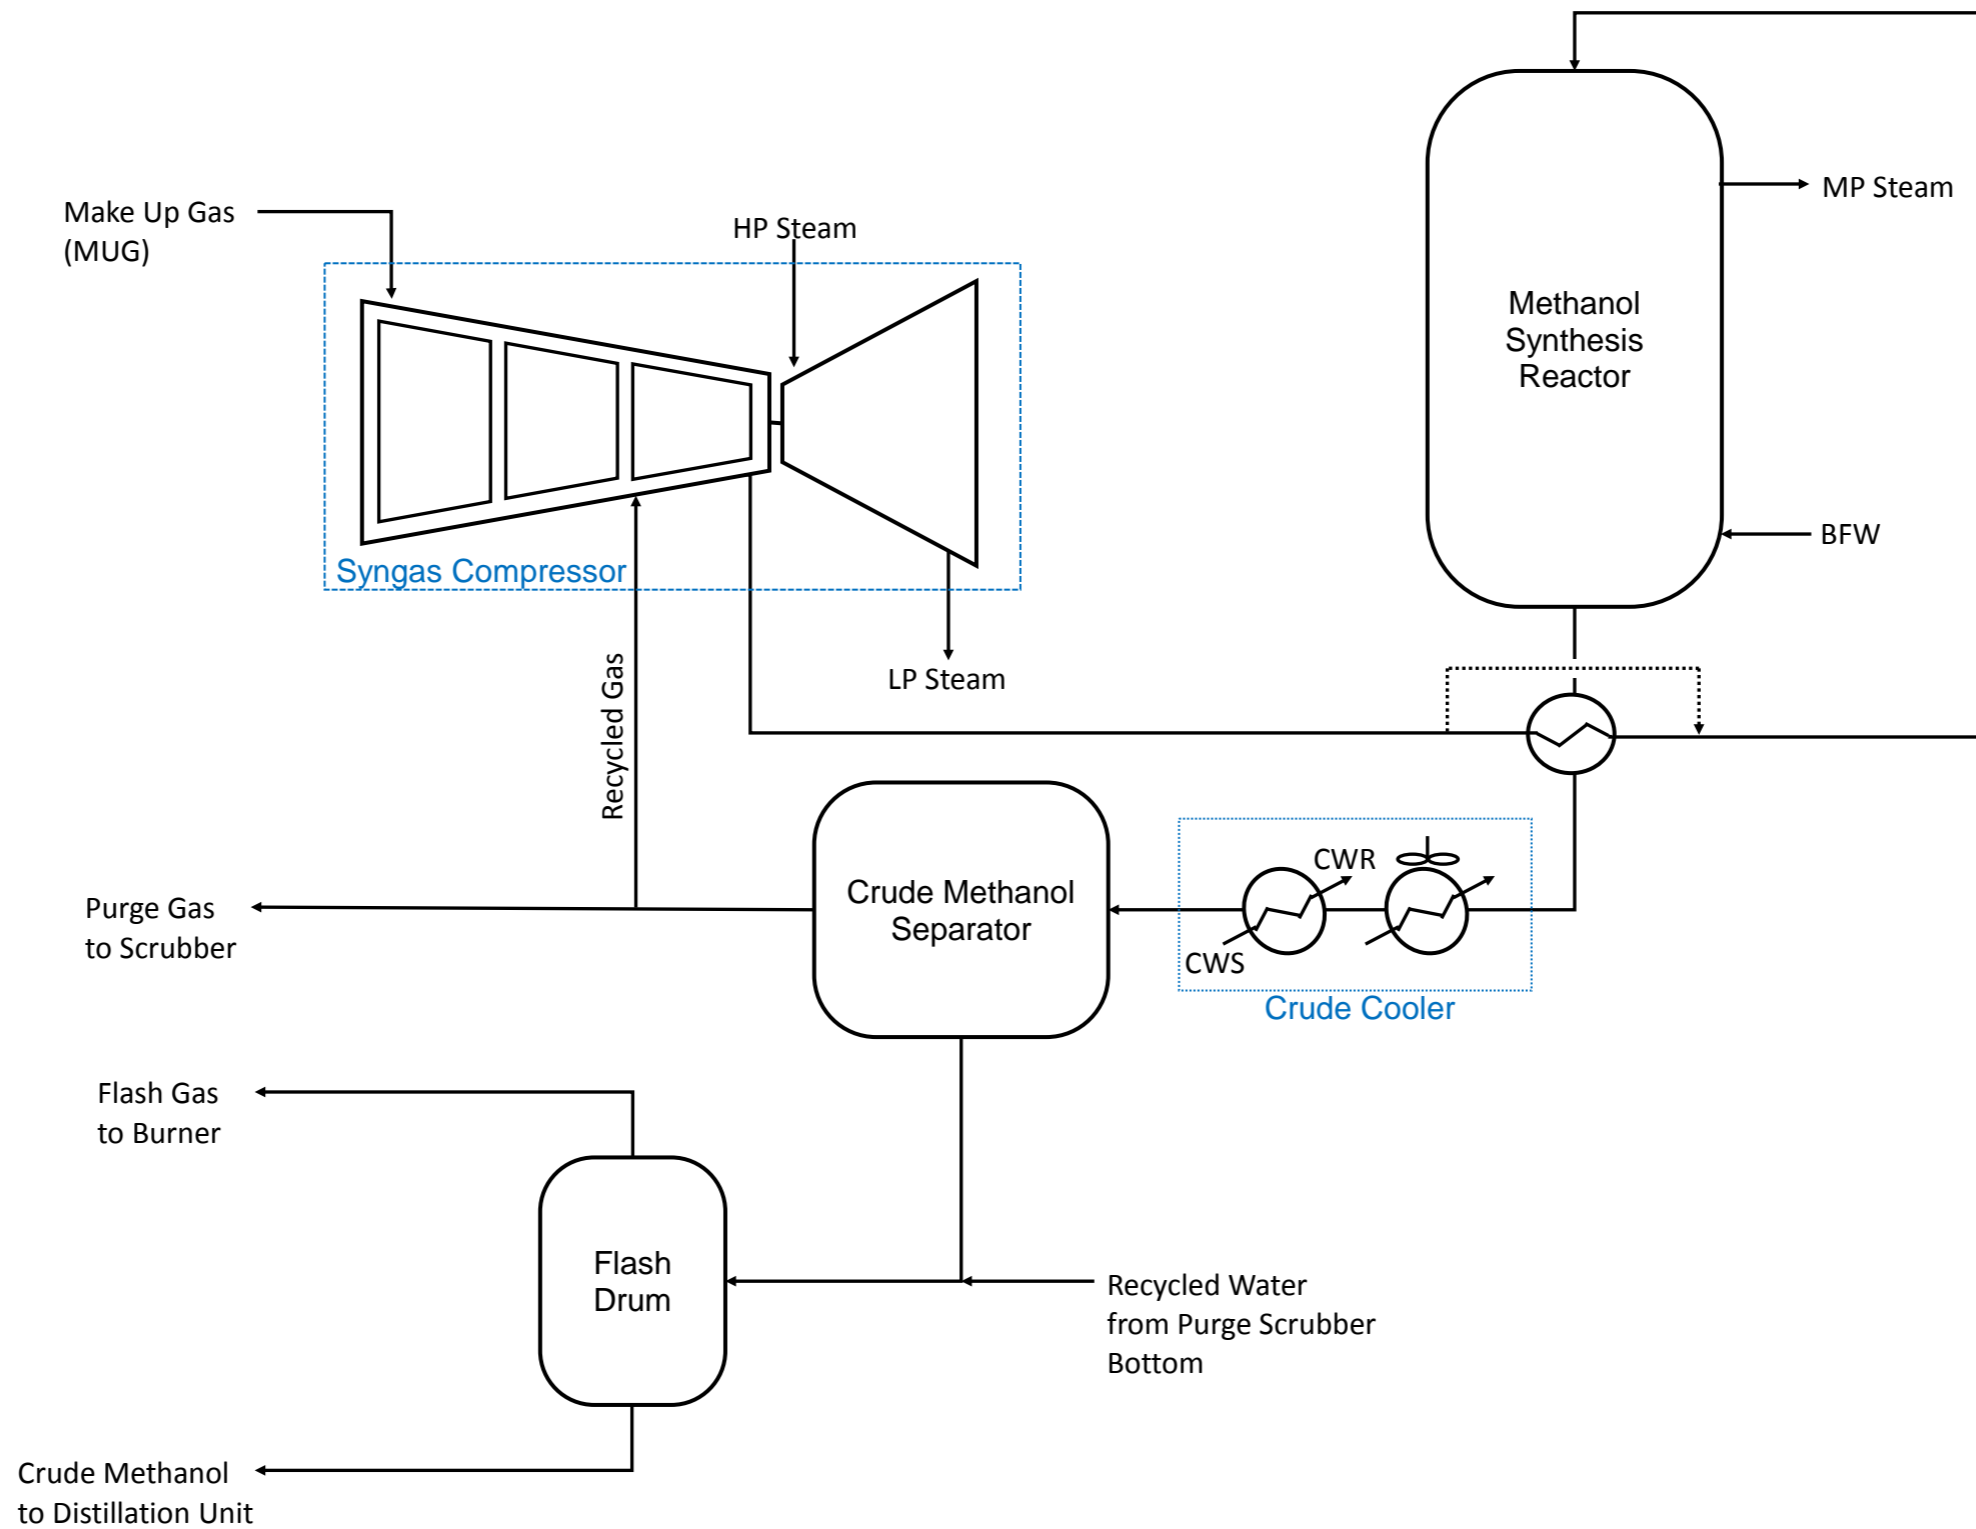 Make Up Gas
(MUG)
HP Steam
MP Steam
Methanol
Synthesis
Reactor
BFW
Syngas Compressor
LP Steam
Recycled Gas
CWR
CWS
Crude Cooler
Crude Methanol
Separator
Purge Gas
to Scrubber
Flash Gas
to Burner
Flash
Drum
Recycled Water
from Purge Scrubber
Bottom
Crude Methanol
to Distillation Unit